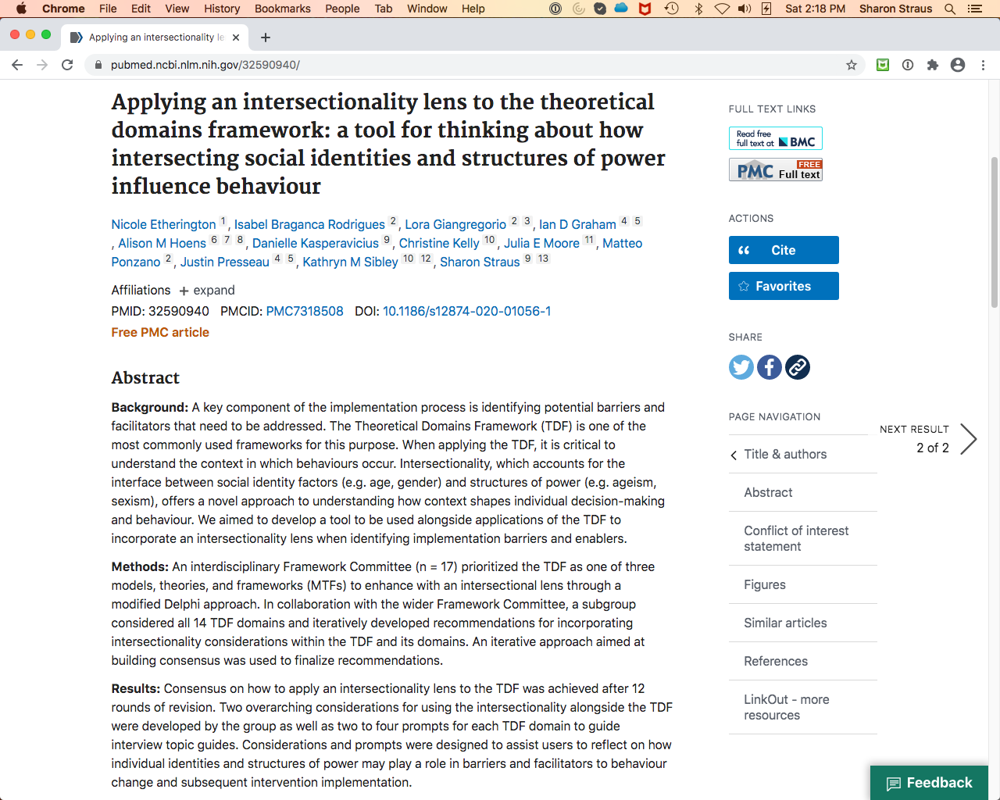 Chrome File Edit View History Bookmarks People Tab Window Help Sat 2:18 PM Sharon Straus
Applying an intersectionality le
pubmed.ncbi.nlm.nih.gov/32590940/
Applying an intersectionality lens to the theoretical
domains framework: a tool for thinking about how
intersecting social identities and structures of power
influence behaviour
Nicole Etherington 1, Isabel Braganca Rodrigues 2, Lora Giangregorio 2 3, Ian D Graham 4 5
, Alison M Hoens 6 7 8, Danielle Kasperavicius 9, Christine Kelly 10, Julia E Moore 11, Matteo
Ponzano 2, Justin Presseau 4 5, Kathryn M Sibley 10 12, Sharon Straus 9 13
Affiliations + expand
PMID: 32590940 PMCID: PMC7318508 DOI: 10.1186/s12874-020-01056-1
Free PMC article
Abstract
Background: A key component of the implementation process is identifying potential barriers and
facilitators that need to be addressed. The Theoretical Domains Framework (TDF) is one of the
most commonly used frameworks for this purpose. When applying the TDF, it is critical to
understand the context in which behaviours occur. Intersectionality, which accounts for the
interface between social identity factors (e.g. age, gender) and structures of power (e.g. ageism,
sexism), offers a novel approach to understanding how context shapes individual decision-making
and behaviour. We aimed to develop a tool to be used alongside applications of the TDF to
incorporate an intersectionality lens when identifying implementation barriers and enablers.
Methods: An interdisciplinary Framework Committee (n = 17) prioritized the TDF as one of three
models, theories, and frameworks (MTFs) to enhance with an intersectional lens through a
modified Delphi approach. In collaboration with the wider Framework Committee, a subgroup
considered all 14 TDF domains and iteratively developed recommendations for incorporating
intersectionality considerations within the TDF and its domains. An iterative approach aimed at
building consensus was used to finalize recommendations.
Results: Consensus on how to apply an intersectionality lens to the TDF was achieved after 12
rounds of revision. Two overarching considerations for using the intersectionality alongside the TDF
were developed by the group as well as two to four prompts for each TDF domain to guide
interview topic guides. Considerations and prompts were designed to assist users to reflect on how
individual identities and structures of power may play a role in barriers and facilitators to behaviour
change and subsequent intervention implementation.
FULL TEXT LINKS
Read free
full text at BMC
PMC FREE
Full text
ACTIONS
Cite
Favorites
SHARE
PAGE NAVIGATION
Title & authors
Abstract
Conflict of interest
statement
Figures
Similar articles
References
LinkOut - more
resources
NEXT RESULT
2 of 2
Feedback